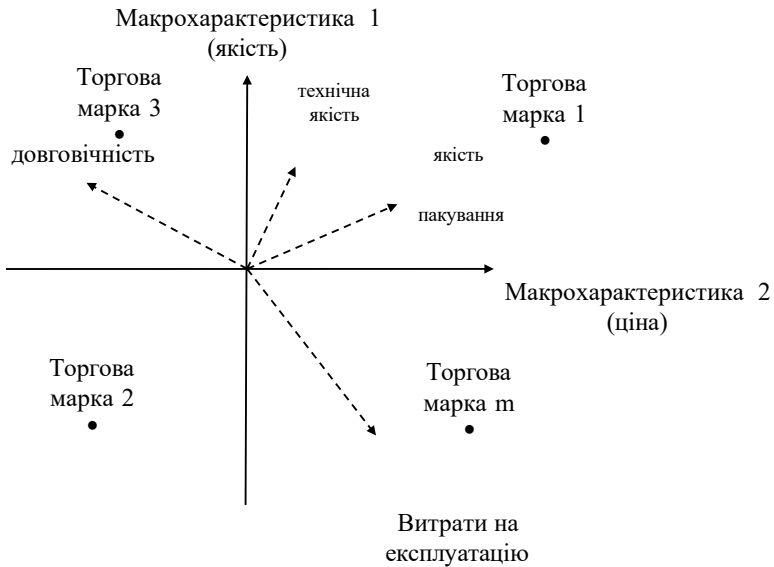 Макрохарактеристика 1
(якість)
Торгова
марка 3
технічна
якість
Торгова
марка 1
довговічність
якість
пакування
Макрохарактеристика 2
(ціна)
Торгова
марка 2
Торгова
марка m
Витрати на
експлуатацію